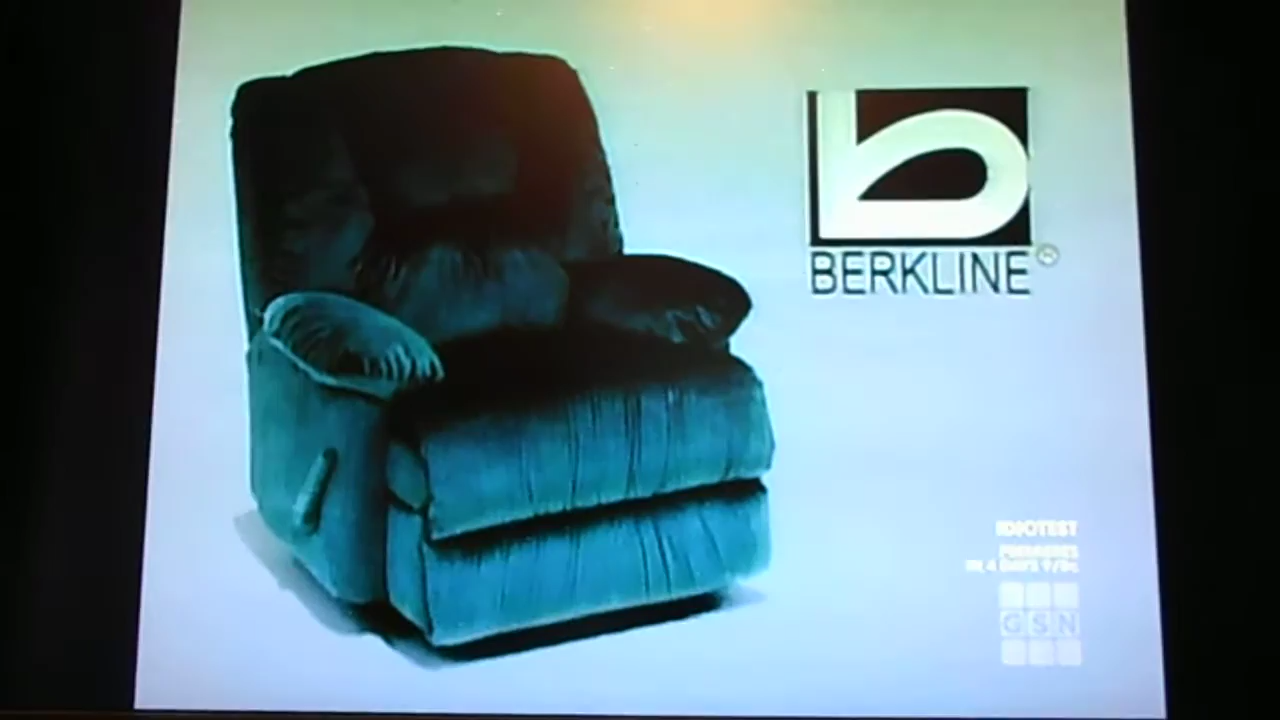 b
BERKLINE®
IDIOTEST
PREMIERES
IN 4 DAYS 9/8c
GSN